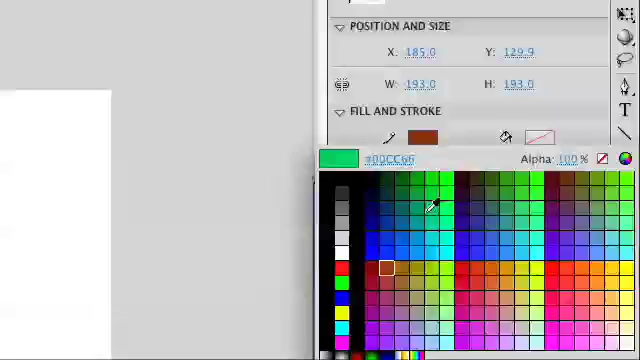 POSITION AND SIZE
X: 185.0 Y: 129.9
W: 193.0 H: 193.0
FILL AND STROKE
#00CC66 Alpha: 100 %
T